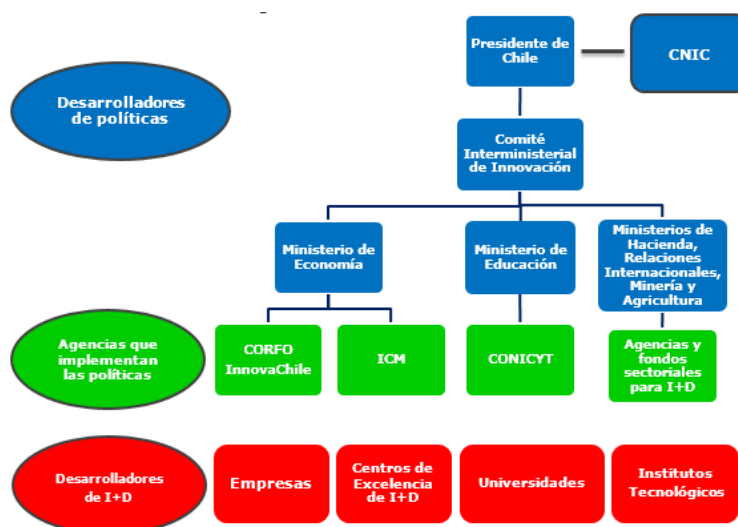 Presidente de
Chile
CNIC
Desarrolladores
de políticas
Comité
Interministerial
de Innovación
Ministerio de
Economía
Ministerio de
Educación
Ministerios de
Hacienda,
Relaciones
Internacionales,
Minería y
Agricultura
Agencias que
implementan
las políticas
CORFO
InnovaChile
ICM
CONICYT
Agencias y
fondos
sectoriales
para I+D
Desarrolladores
de I+D
Empresas
Centros de
Excelencia
de I+D
Universidades
Institutos
Tecnológicos